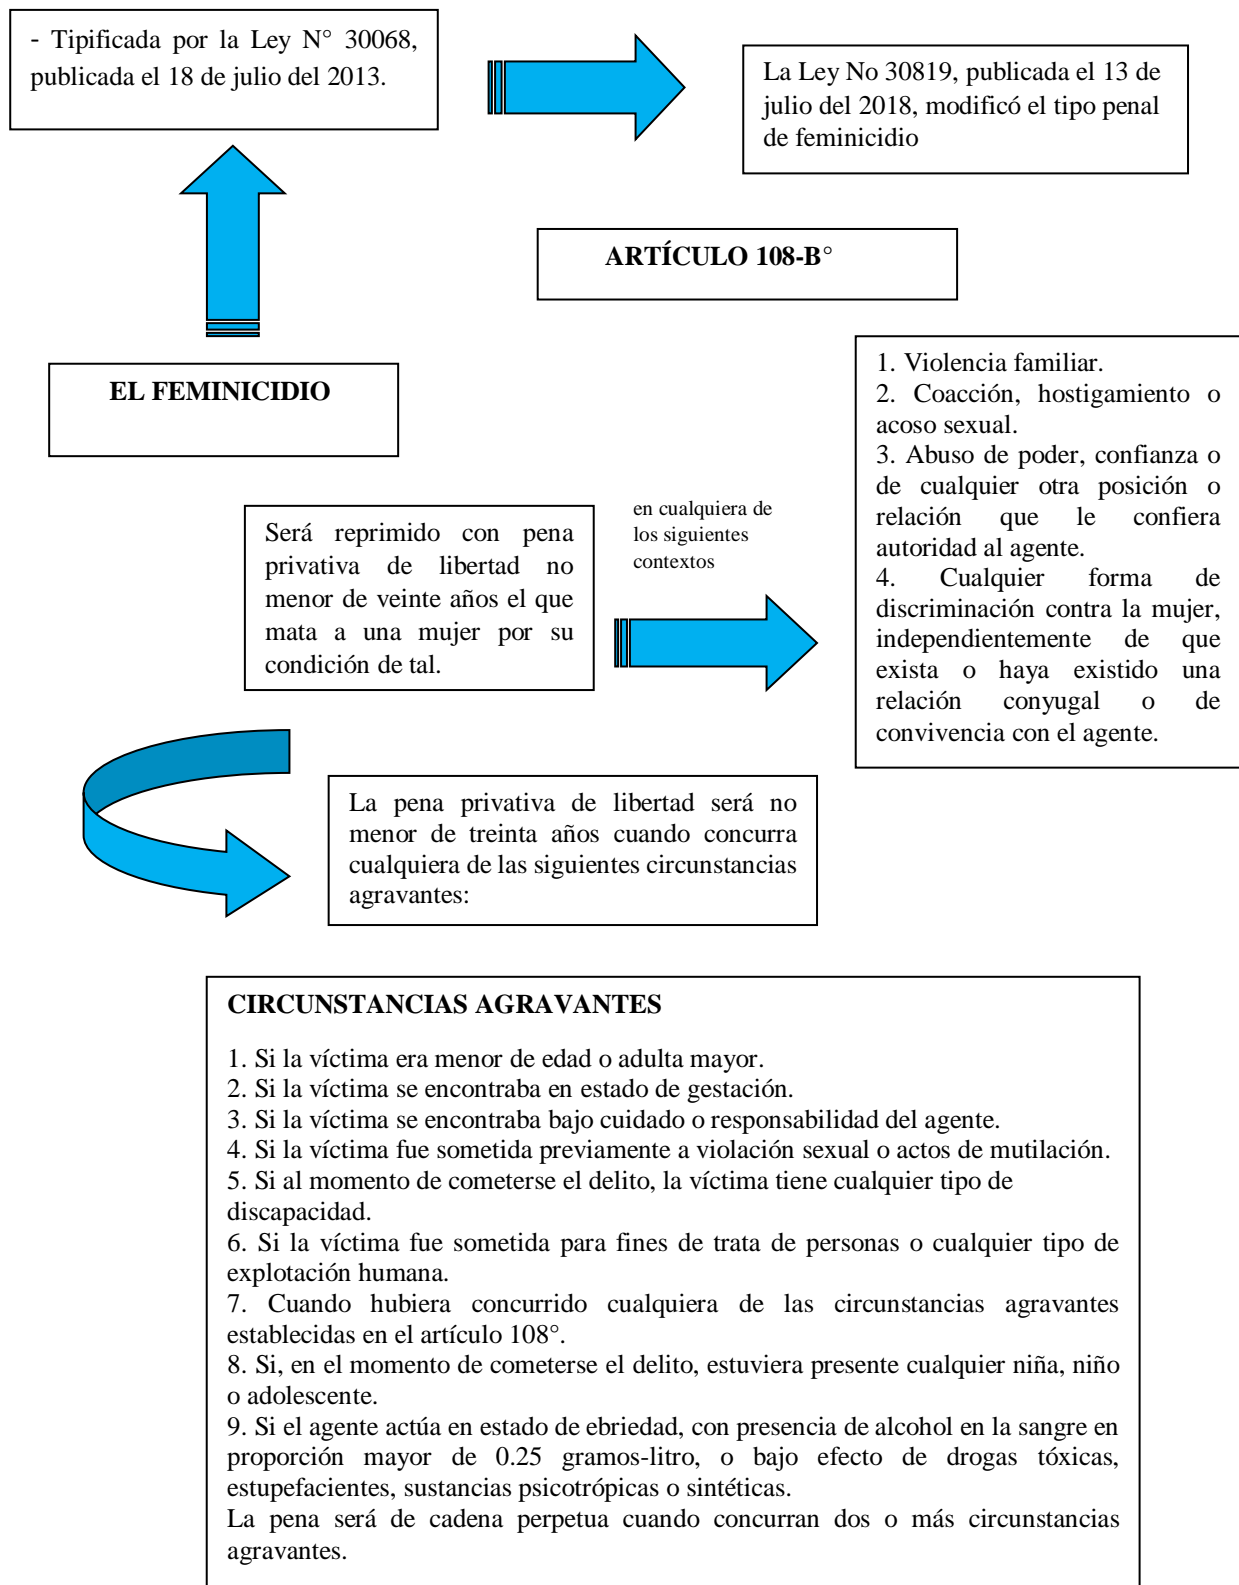 - Tipificada por la Ley N° 30068,
publicada el 18 de julio del 2013.
La Ley No 30819, publicada el 13 de
julio del 2018, modificó el tipo penal
de feminicidio
ARTÍCULO 108-B°
EL FEMINICIDIO
1. Violencia familiar.
2. Coacción, hostigamiento o
acoso sexual.
3. Abuso de poder, confianza o
de cualquier otra posición o
relación que le confiera
autoridad al agente.
4. Cualquier forma de
discriminación contra la mujer,
independientemente de que
exista o haya existido una
relación conyugal o de
convivencia con el agente.
en cualquiera de
los siguientes
contextos
Será reprimido con pena
privativa de libertad no
menor de veinte años el que
mata a una mujer por su
condición de tal.
La pena privativa de libertad será no
menor de treinta años cuando concurra
cualquiera de las siguientes circunstancias
agravantes:
CIRCUNSTANCIAS AGRAVANTES
1. Si la víctima era menor de edad o adulta mayor.
2. Si la víctima se encontraba en estado de gestación.
3. Si la víctima se encontraba bajo cuidado o responsabilidad del agente.
4. Si la víctima fue sometida previamente a violación sexual o actos de mutilación.
5. Si al momento de cometerse el delito, la víctima tiene cualquier tipo de
discapacidad.
6. Si la víctima fue sometida para fines de trata de personas o cualquier tipo de
explotación humana.
7. Cuando hubiera concurrido cualquiera de las circunstancias agravantes
establecidas en el artículo 108°.
8. Si, en el momento de cometerse el delito, estuviera presente cualquier niña, niño
o adolescente.
9. Si el agente actúa en estado de ebriedad, con presencia de alcohol en la sangre en
proporción mayor de 0.25 gramos-litro, o bajo efecto de drogas tóxicas,
estupefacientes, sustancias psicotrópicas o sintéticas.
La pena será de cadena perpetua cuando concurran dos o más circunstancias
agravantes.